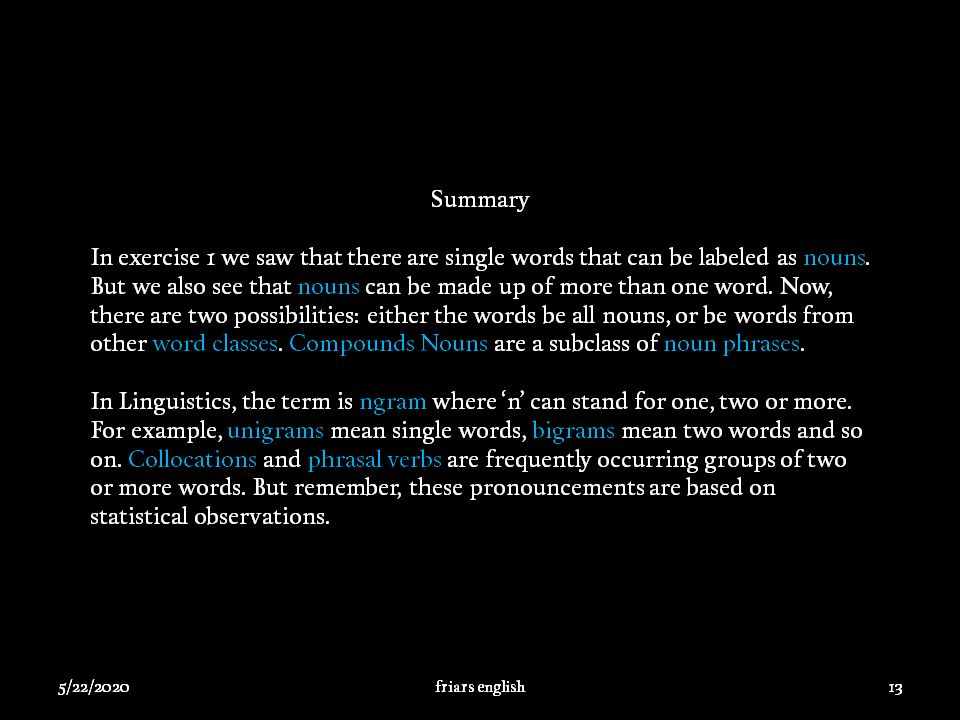 Summary
In exercise 1 we saw that there are single words that can be labeled as nouns.
But we also see that nouns can be made up of more than one word. Now,
there are two possibilities: either the words be all nouns, or be words from
other word classes. Compounds Nouns are a subclass of noun phrases.
In Linguistics, the term is ngram where ‘n’ can stand for one, two or more.
For example, unigrams mean single words, bigrams mean two words and so
on. Collocations and phrasal verbs are frequently occurring groups of two
or more words. But remember, these pronouncements are based on
statistical observations.
5/22/2020 friars english 13